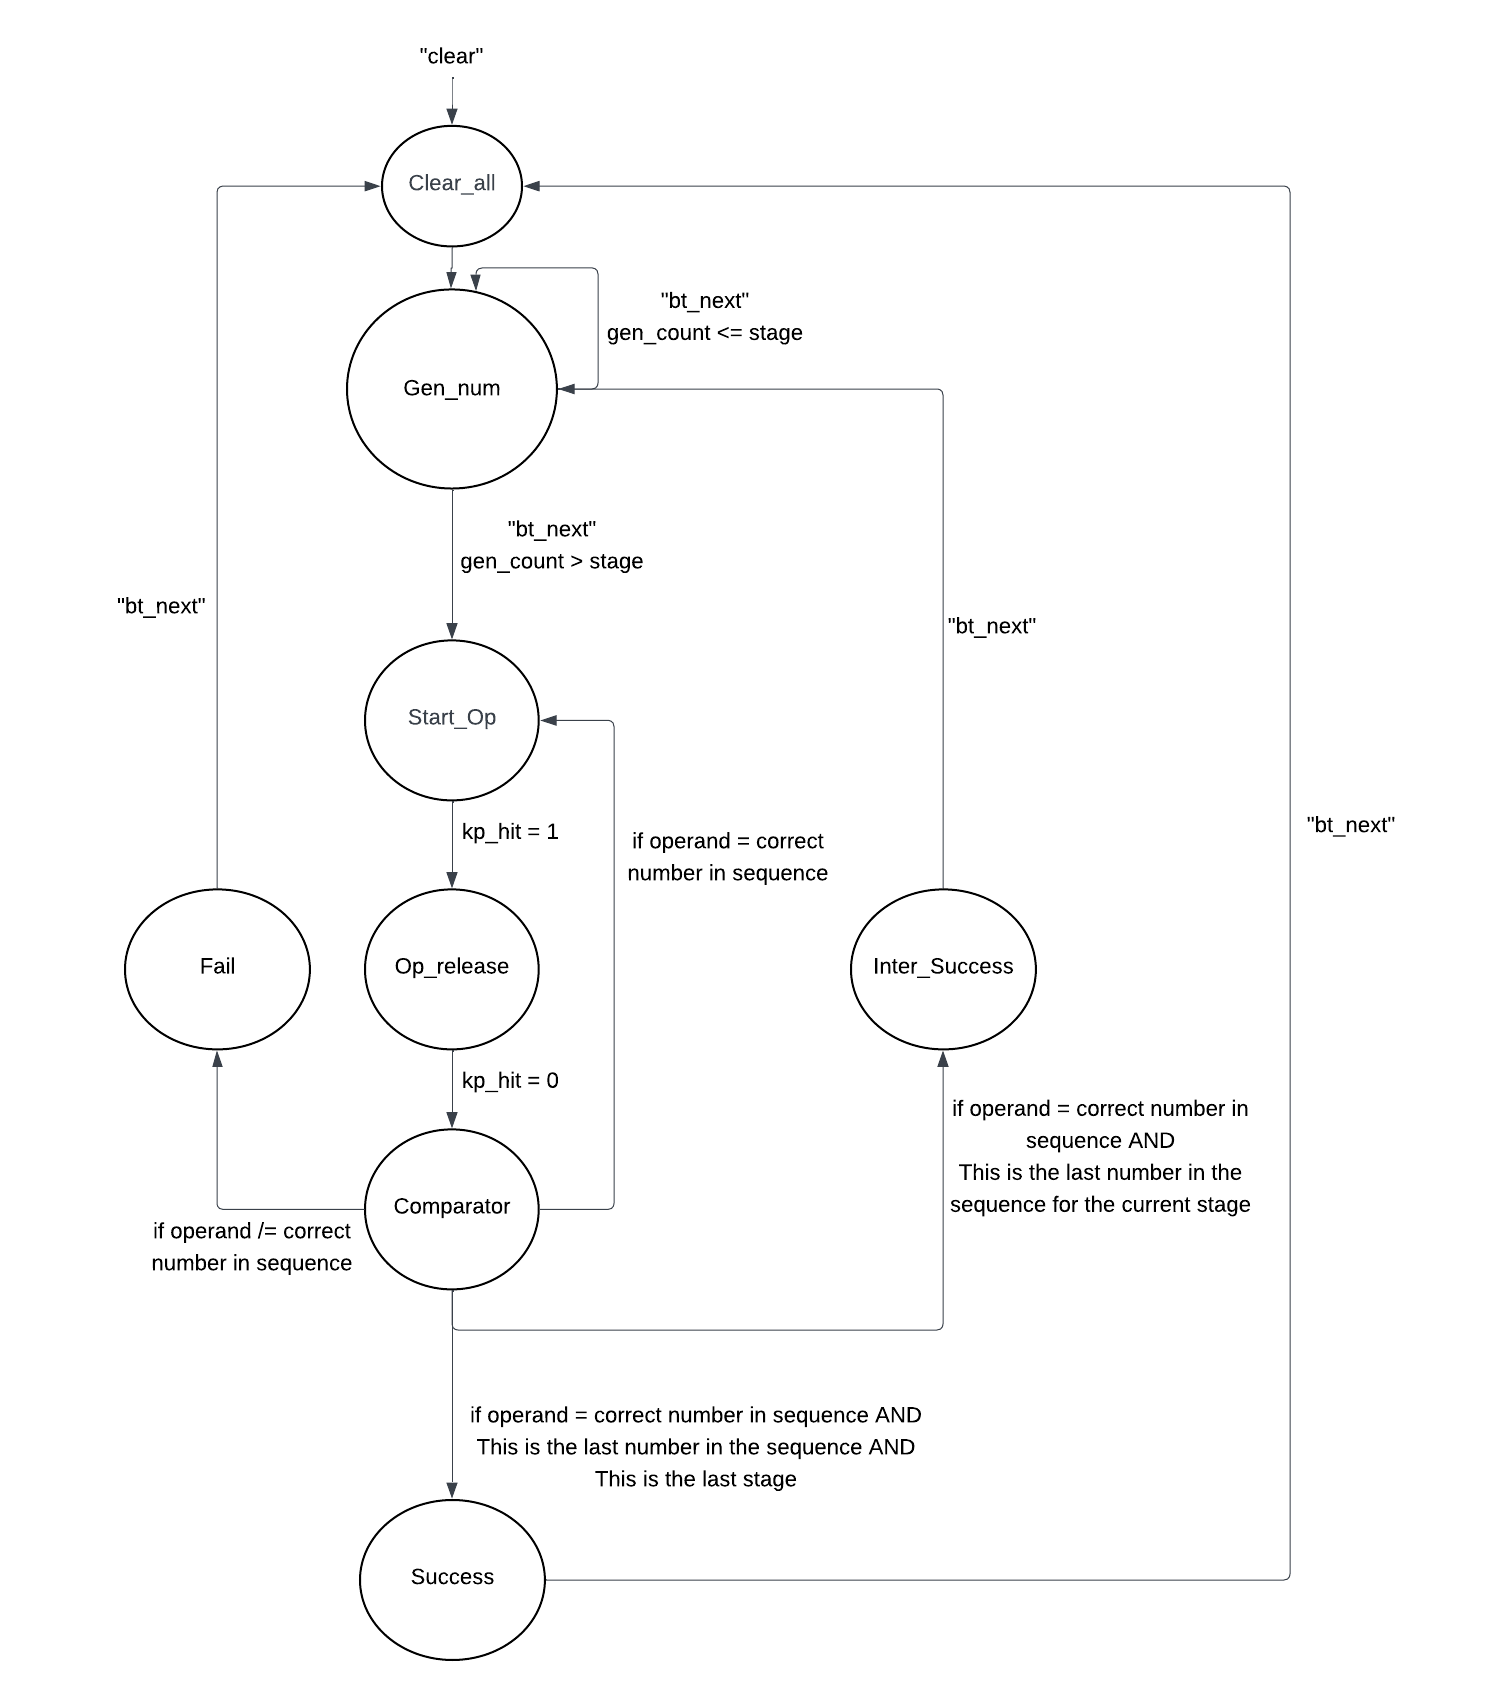 "clear"
Clear_all
"bt_next"
gen_count <= stage
Gen_num
"bt_next"
gen_count > stage
"bt_next"
"bt_next"
Start_Op
kp_hit = 1
if operand = correct
number in sequence
"bt_next"
Fail
Op_release
Inter_Success
kp_hit = 0
if operand = correct number in
sequence AND
This is the last number in the
sequence for the current stage
Comparator
if operand /= correct
number in sequence
if operand = correct number in sequence AND
This is the last number in the sequence AND
This is the last stage
Success